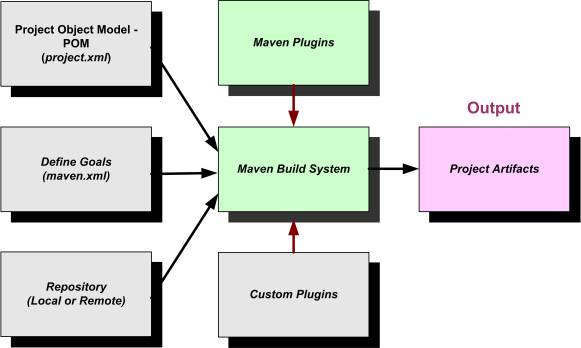 Project Object Model -
POM
(project.xml)
Maven Plugins
Output
Define Goals
(maven.xml)
Maven Build System
Project Artifacts
Repository
(Local or Remote)
Custom Plugins